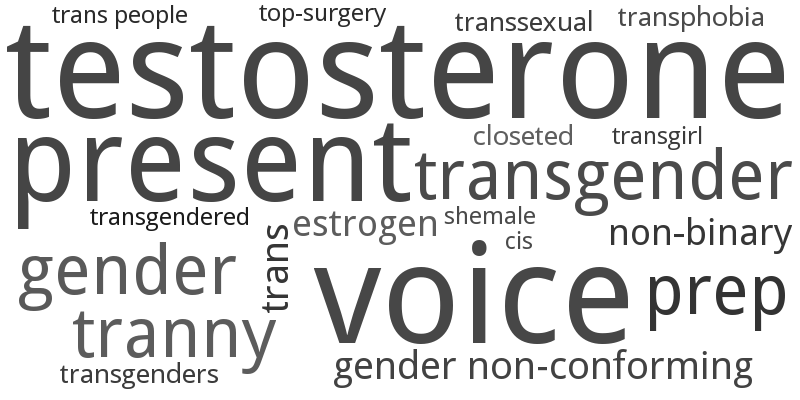 trans people
top-surgery
transsexual
transphobia
testosterone
present
closeted
transgirl
transgender
transgendered
estrogen
shemale
trans
cis
non-binary
gender
voice
prep
tranny
gender non-conforming
transgenders